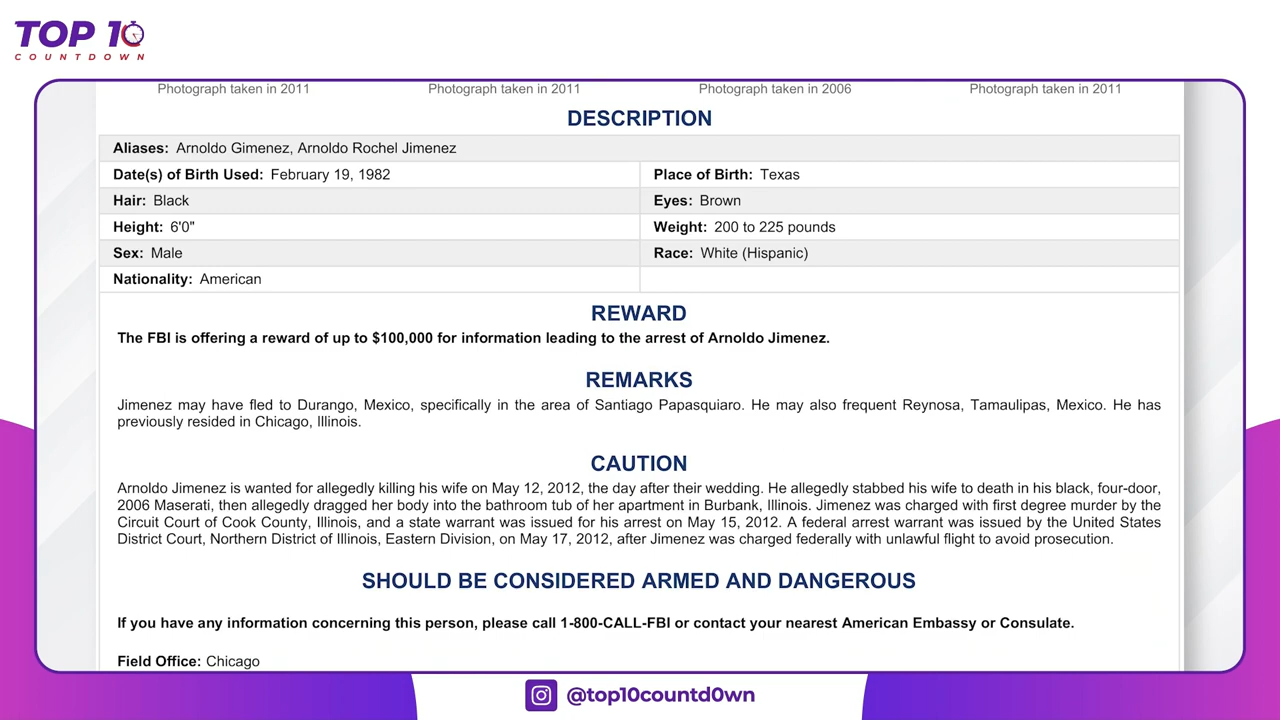 TOP 10
COUNTDOWN
Photograph taken in 2011 Photograph taken in 2011 Photograph taken in 2006 Photograph taken in 2011
DESCRIPTION
Aliases: Arnoldo Gimenez, Arnoldo Rochel Jimenez
Date(s) of Birth Used: February 19, 1982 Place of Birth: Texas
Hair: Black Eyes: Brown
Height: 6'0" Weight: 200 to 225 pounds
Sex: Male Race: White (Hispanic)
Nationality: American
REWARD
The FBI is offering a reward of up to $100,000 for information leading to the arrest of Arnoldo Jimenez.
REMARKS
Jimenez may have fled to Durango, Mexico, specifically in the area of Santiago Papasquiaro. He may also frequent Reynosa, Tamaulipas, Mexico. He has
previously resided in Chicago, Illinois.
CAUTION
Arnoldo Jimenez is wanted for allegedly killing his wife on May 12, 2012, the day after their wedding. He allegedly stabbed his wife to death in his black, four-door,
2006 Maserati, then allegedly dragged her body into the bathroom tub of her apartment in Burbank, Illinois. Jimenez was charged with first degree murder by the
Circuit Court of Cook County, Illinois, and a state warrant was issued for his arrest on May 15, 2012. A federal arrest warrant was issued by the United States
District Court, Northern District of Illinois, Eastern Division, on May 17, 2012, after Jimenez was charged federally with unlawful flight to avoid prosecution.
SHOULD BE CONSIDERED ARMED AND DANGEROUS
If you have any information concerning this person, please call 1-800-CALL-FBI or contact your nearest American Embassy or Consulate.
Field Office: Chicago
@top10countd0wn